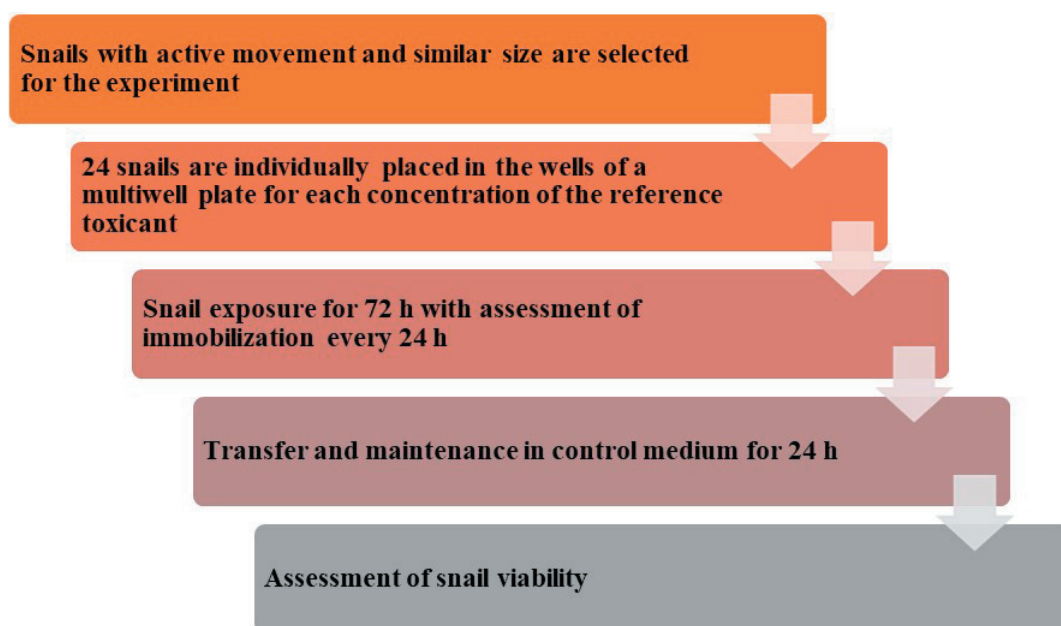 Snails with active movement and similar size are selected
for the experiment
24 snails are individually placed in the wells of a
multiwell plate for each concentration of the reference
toxicant
Snail exposure for 72 h with assessment of
immobilization every 24 h
Transfer and maintenance in control medium for 24 h
Assessment of snail viability